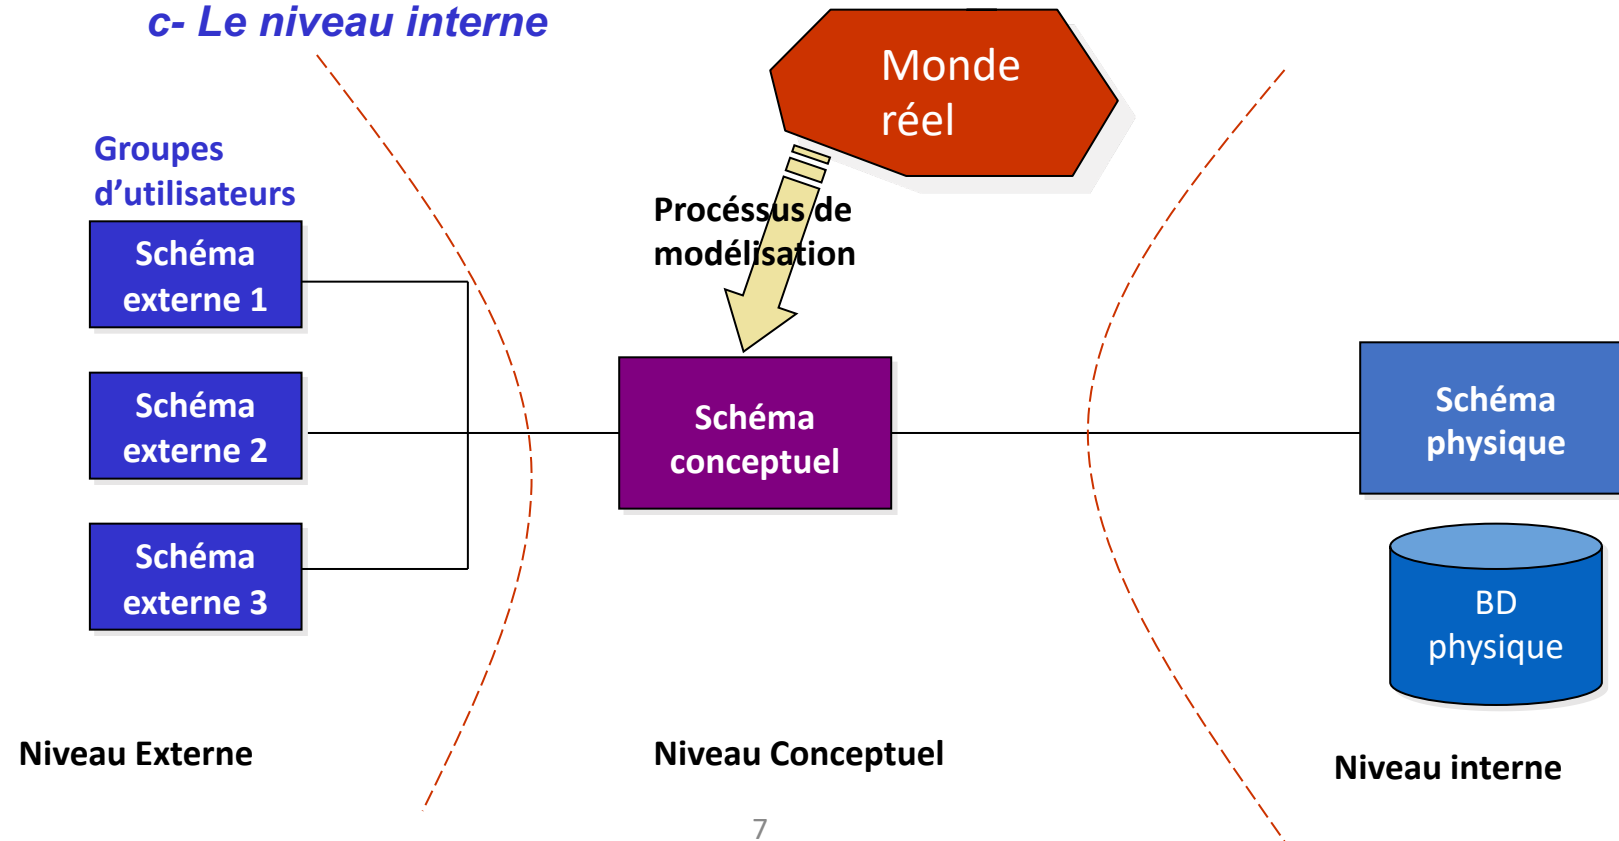 c- Le niveau interne
Monde
réel
Groupes
d’utilisateurs
Procéssus de
modélisation
Schéma
externe 1
Schéma
externe 2
Schéma
externe 3
Schéma
conceptuel
Schéma
physique
BD
physique
Niveau Externe
Niveau Conceptuel
Niveau interne
7